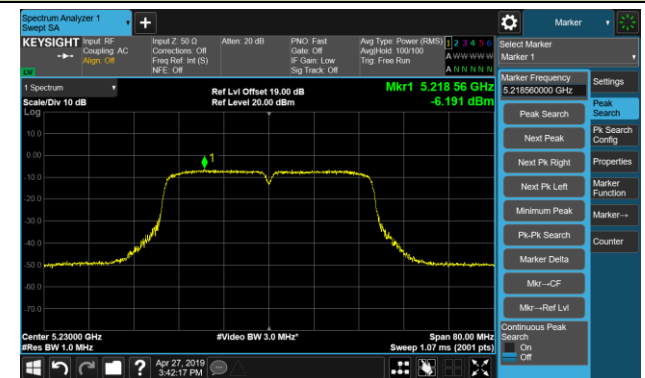 Spectrum Analyzer 1
Swept SA
Marker
KEYSIGHT
Input: RF
Coupling: AC
Align: Off
Input Z: 50 Ω
Corrections: Off
Freq Ref: Int (S)
NFE: Off
Atten: 20 dB
PNO: Fast
Gate: Off
IF Gain: Low
Sig Track: Off
Avg Type: Power (RMS)
Avg|Hold: 100/100
Trig: Free Run
1 2 3 4 5 6
A W W W W W
A N N N N N
Select Marker
Marker 1
1 Spectrum
Scale/Div 10 dB
Log
Ref Lvl Offset 19.00 dB
Ref Level 20.00 dBm
Mkr1 5.218 56 GHz
-6.191 dBm
Marker Frequency
5.218560000 GHz
Settings
Peak Search
Next Peak
Next Pk Right
Next Pk Left
Minimum Peak
Pk-Pk Search
Marker Delta
Mkr→CF
Mkr→Ref Lvl
Continuous Peak
Search
On
Off
Peak
Search
Pk Search
Config
Properties
Marker
Function
Marker→
Counter
10.0
0.00
-10.0
-20.0
-30.0
-40.0
-50.0
-60.0
-70.0
1
Center 5.23000 GHz
#Res BW 1.0 MHz
#Video BW 3.0 MHz*
Span 80.00 MHz
Sweep 1.07 ms (2001 pts)
Apr 27, 2019
3:42:17 PM